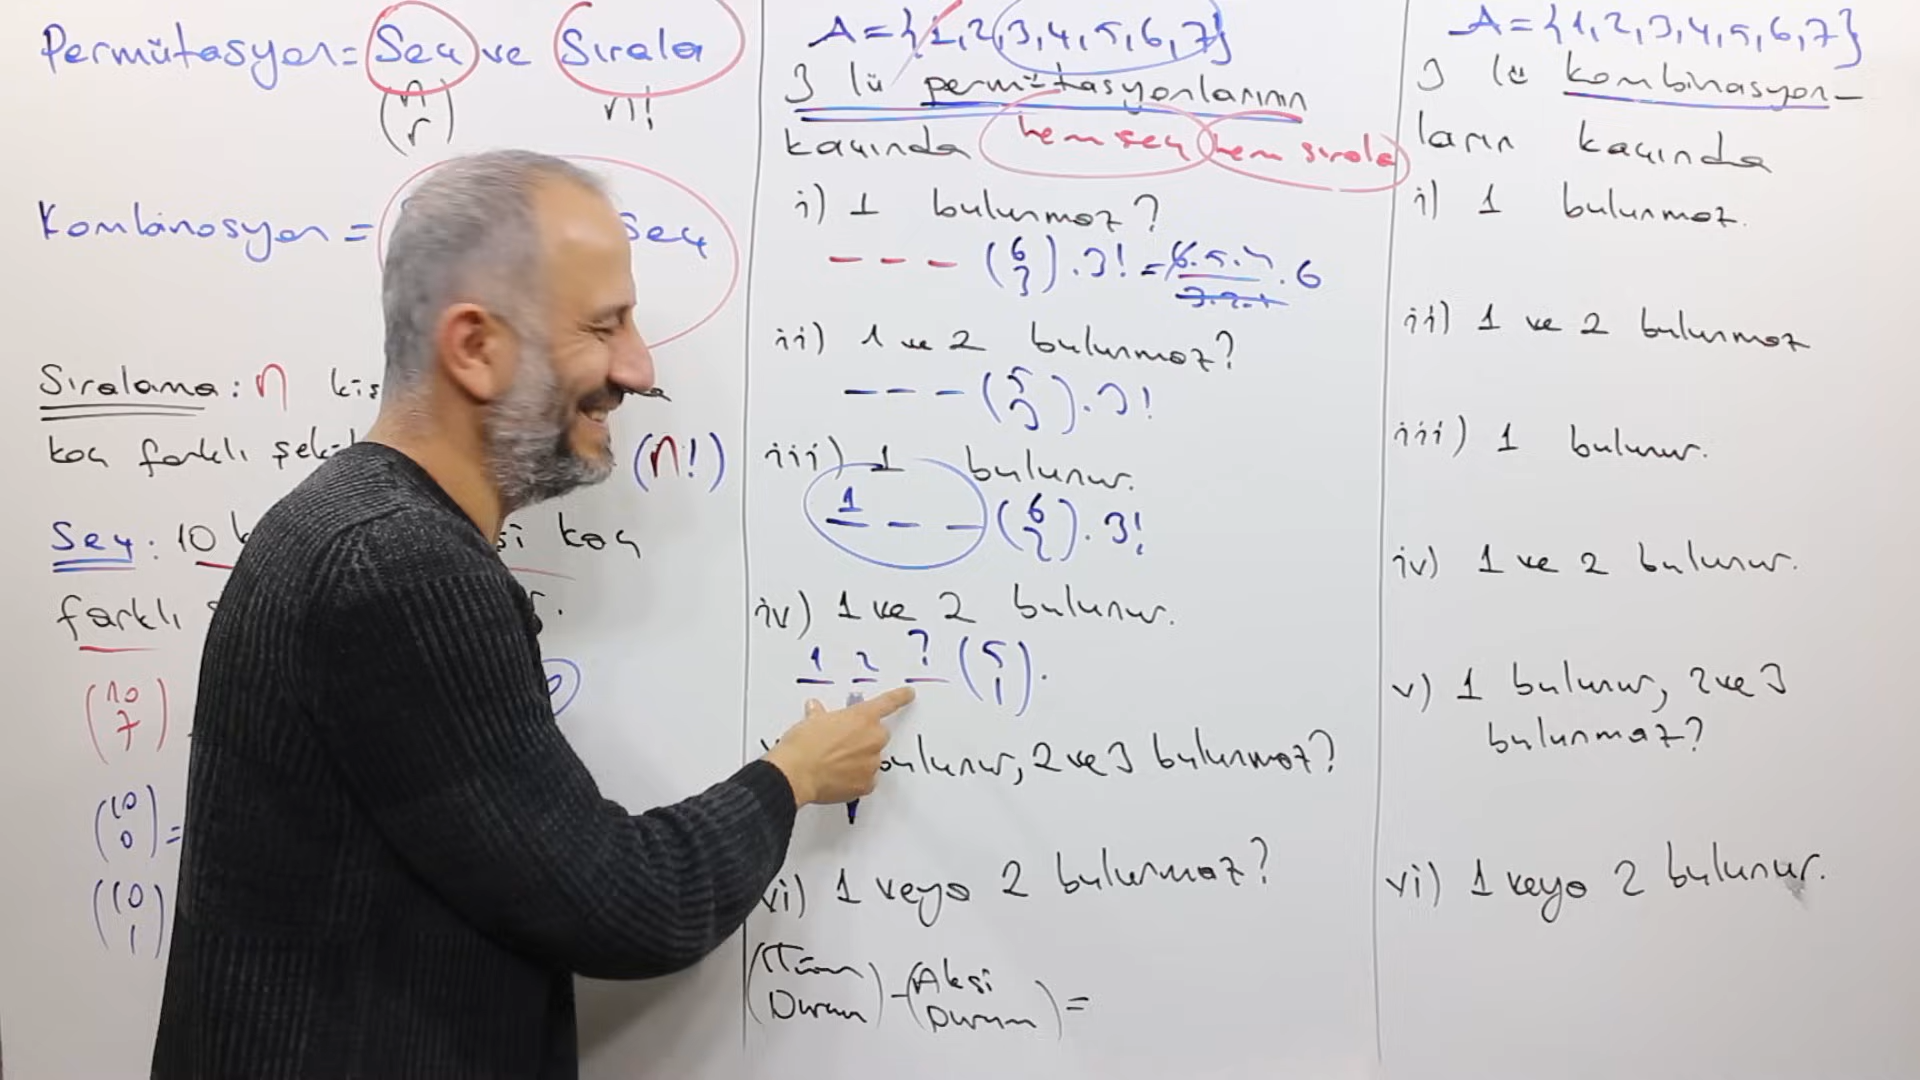 Permütasyon = Seç ve Sırala
(n r) n!
Kombinasyon = Seç
Sıralama : n
kaç farklı (n!)
Seç : 10 kaç
farklı
(10 7)
(10 0) =
(10 1)
A = {1, 2, 3, 4, 5, 6, 7}
3 lü permütasyonlarının
kaçında hem seç hem sırala
i) 1 bulunmaz?
_ _ _ (6 3) . 3! = 6.5.4 / 3.2.1 . 6
ii) 1 ve 2 bulunmaz?
_ _ _ (5 3) . 3!
iii) 1 bulunur.
1 _ _ (6 2) . 3!
iv) 1 ve 2 bulunur.
1 2 ? (5 1) .
bulunur, 2 ve 3 bulunmaz?
vi) 1 veya 2 bulunmaz?
(Tüm Durum) - (Aksi Durum) =
A = {1, 2, 3, 4, 5, 6, 7}
3 lü kombinasyon-
ların kaçında
i) 1 bulunmaz.
ii) 1 ve 2 bulunmaz
iii) 1 bulunur.
iv) 1 ve 2 bulunur.
v) 1 bulunur, 2 ve 3
bulunmaz?
vi) 1 veya 2 bulunur.